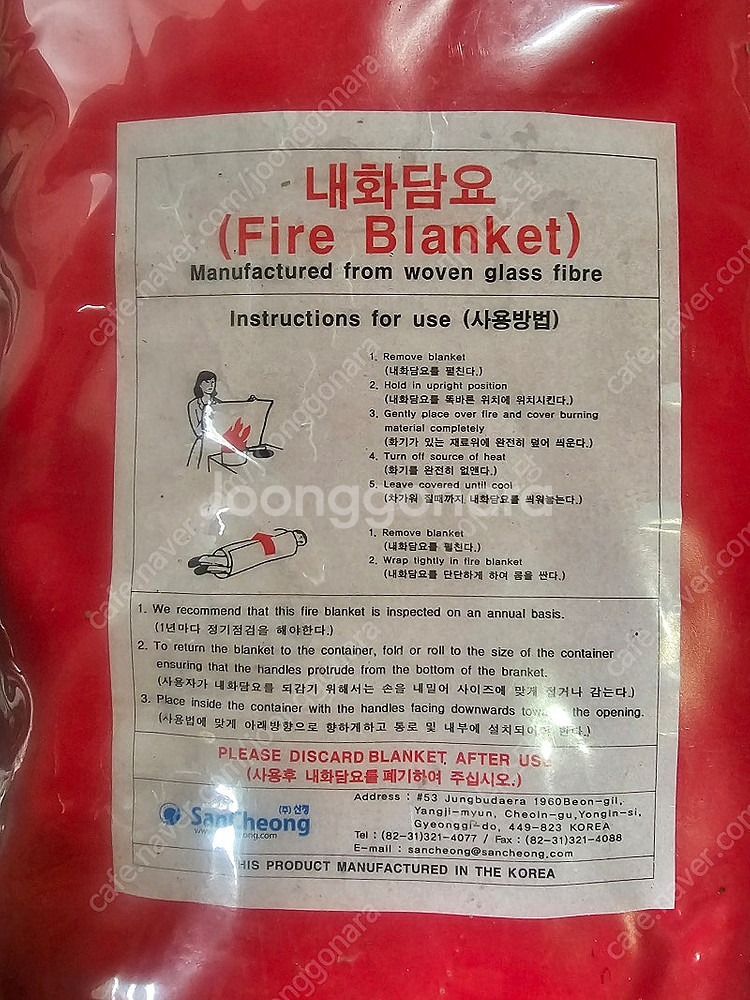 내화담요
(Fire Blanket)
Manufactured from woven glass fibre
Instructions for use (사용방법)
1. Remove blanket
(내화담요를 펼친다.)
2. Hold in upright position
(내화담요를 똑바른 위치에 위치시킨다.)
3. Gently place over fire and cover burning
material completely
(화기가 있는 재료위에 완전히 덮어 씌운다.)
4. Turn off source of heat
(화기를 완전히 없앤다.)
5. Leave covered until cool
(차가워 질때까지 내화담요를 씌워놓는다.)
1. Remove blanket
(내화담요를 펼친다.)
2. Wrap tightly in fire blanket
(내화담요를 단단하게 하여 몸을 싼다.)
1. We recommend that this fire blanket is inspected on an annual basis.
(1년마다 정기점검을 해야한다.)
2. To return the blanket to the container, fold or roll to the size of the container
ensuring that the handles protrude from the bottom of the branket.
(사용자가 내화담요를 되감기 위해서는 손을 내밀어 사이즈에 맞게 접거나 감는다.)
3. Place inside the container with the handles facing downwards the opening.
(사용법에 맞게 아래방향으로 향하게하고 통로 및 내부에 설치되어야 한다.)
PLEASE DISCARD BLANKET AFTER USE
(사용후 내화담요를 폐기하여 주십시오.)
(주)산청
SanCheong
Address : #53 Jungbudaera 1960Beon-gil,
Yangji-myun, Cheoin-gu, Yongin-si,
Gyeonggi-do, 449-823 KOREA
Tel : (82-31)321-4077 / Fax : (82-31)321-4088
E-mail : sancheong@sancheong.com
THIS PRODUCT MANUFACTURED IN THE KOREA
Joonggonara
cafe.naver.com/joonggonara